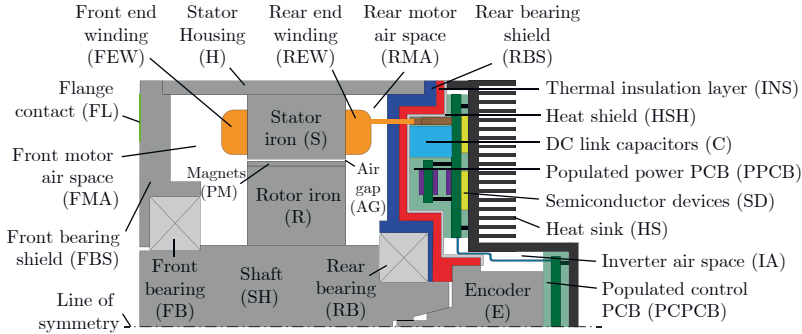 Front end
winding
(FEW)
Stator
Housing
(H)
Rear end
winding
(REW)
Rear motor
air space
(RMA)
Rear bearing
shield
(RBS)
Flange
contact (FL)
Front motor
air space
(FMA)
Front bearing
shield (FBS)
Line of
symmetry
Stator
iron (S)
Magnets
(PM)
Rotor iron
(R)
Air
gap
(AG)
Front
bearing
(FB)
Shaft
(SH)
Rear
bearing
(RB)
Encoder
(E)
Thermal insulation layer (INS)
Heat shield (HSH)
DC link capacitors (C)
Populated power PCB (PPCB)
Semiconductor devices (SD)
Heat sink (HS)
Inverter air space (IA)
Populated control
PCB (PCPCB)